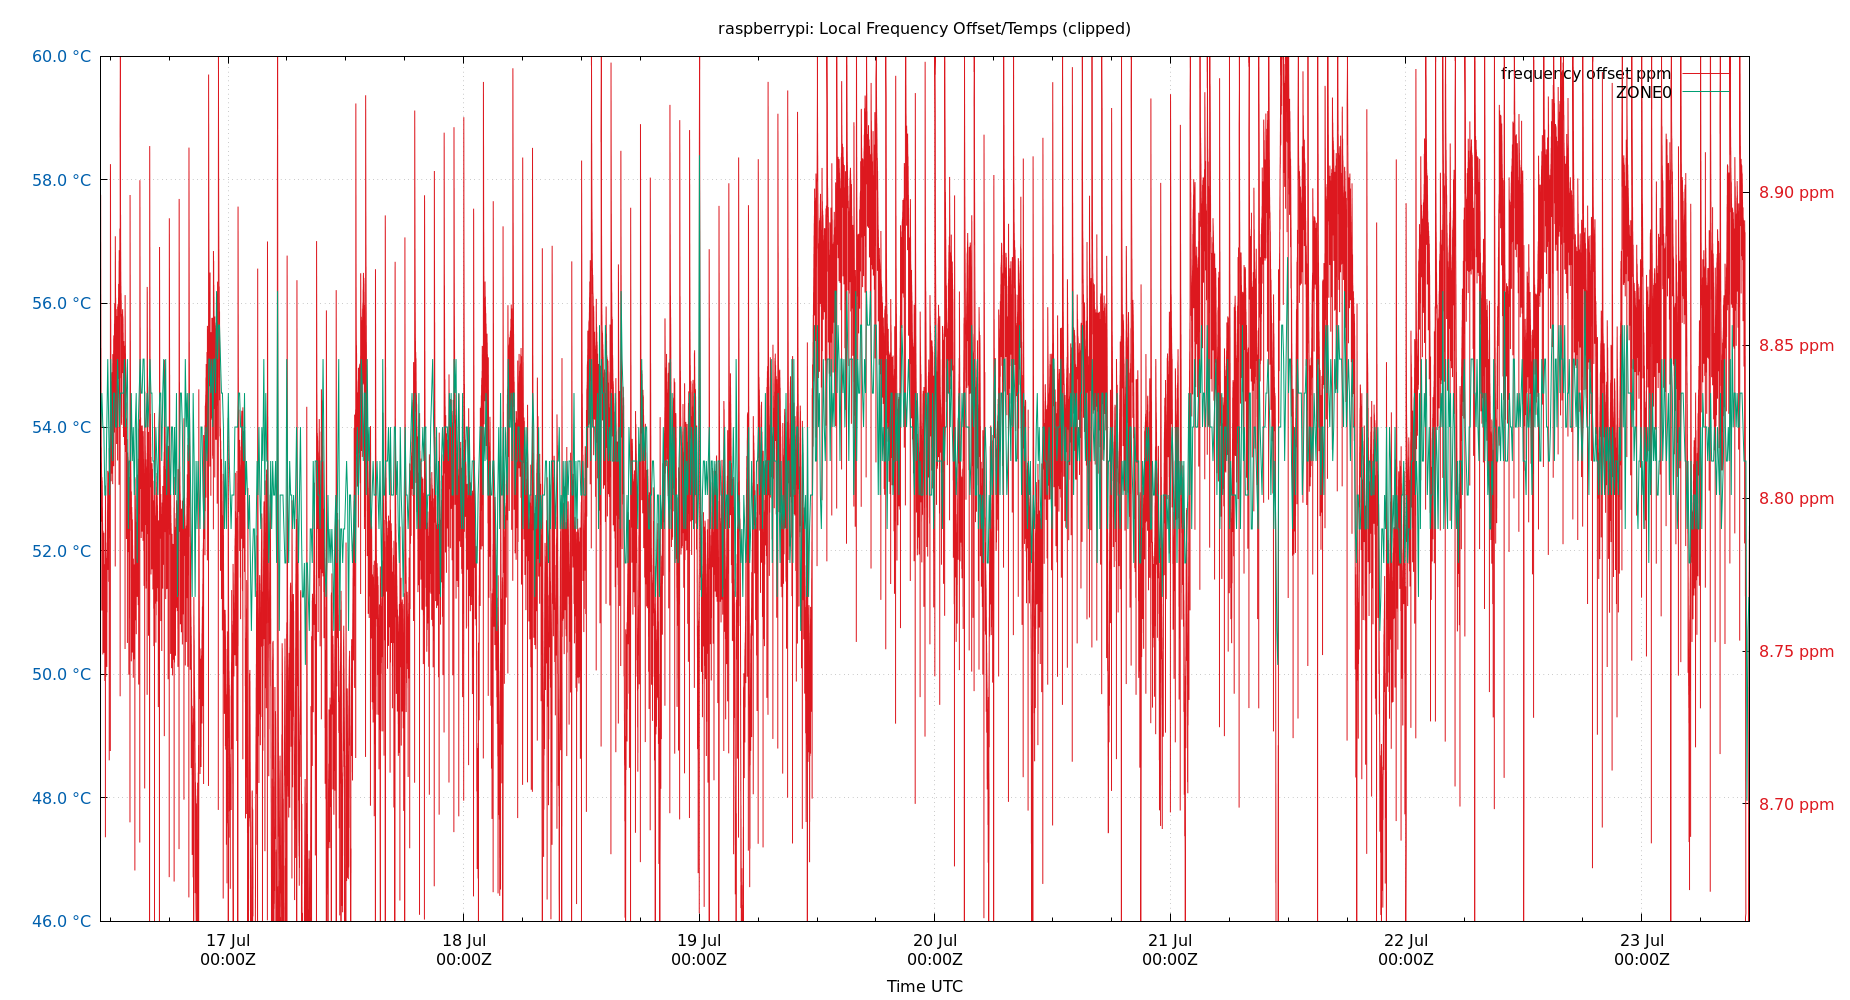 raspberrypi: Local Frequency Offset/Temps (clipped)
60.0 °C
58.0 °C
56.0 °C
54.0 °C
52.0 °C
50.0 °C
48.0 °C
46.0 °C
frequency offset ppm
ZONE0
8.90 ppm
8.85 ppm
8.80 ppm
8.75 ppm
8.70 ppm
17 Jul
00:00Z
18 Jul
00:00Z
19 Jul
00:00Z
20 Jul
00:00Z
21 Jul
00:00Z
22 Jul
00:00Z
23 Jul
00:00Z
Time UTC